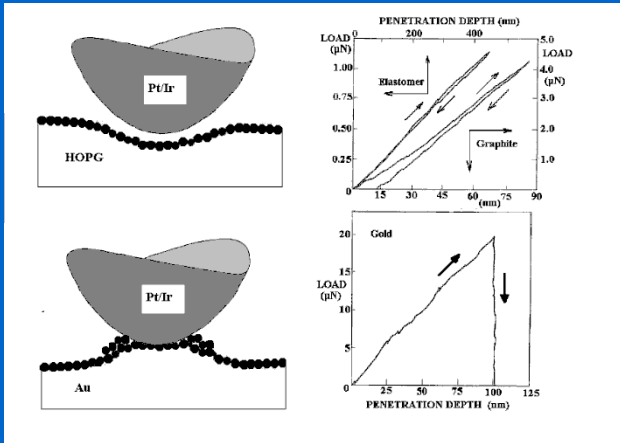 Pt/Ir
HOPG
PENETRATION DEPTH (nm)
0 200 400
LOAD
(µN)
5.0
LOAD
(µN)
1.00
4.0
Elastomer
0.75
3.0
0.50
2.0
Graphite
0.25
1.0
0 15 30 45 60 75 90
(nm)
Pt/Ir
Au
Gold
20
15
LOAD
(µN)
10
5
0
25 50 75 100 125
PENETRATION DEPTH (nm)